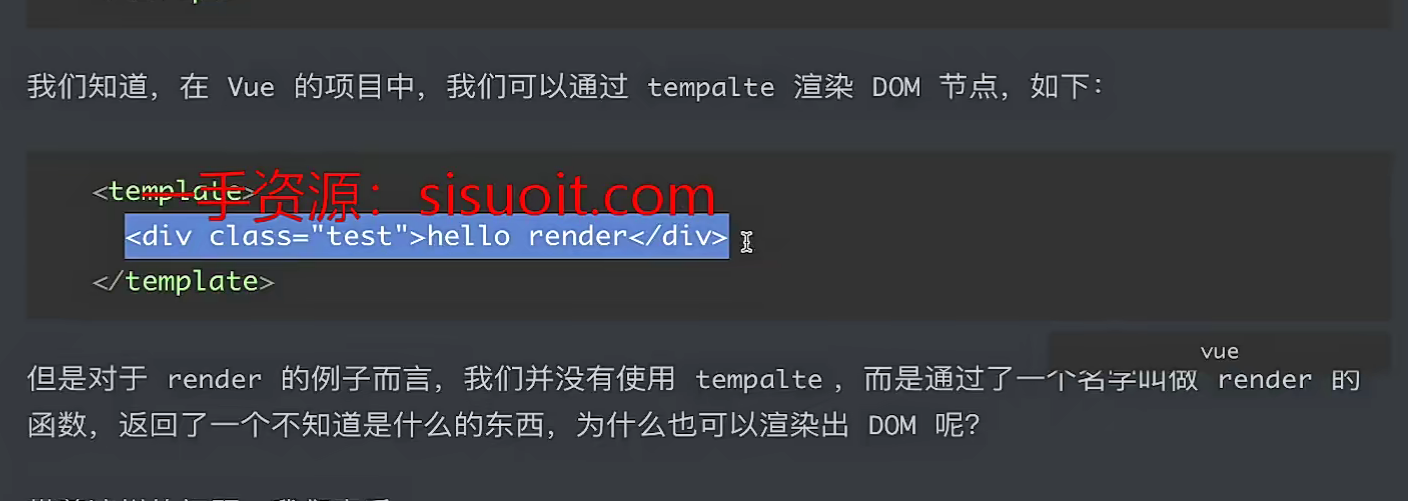 我们知道，在 Vue 的项目中，我们可以通过 tempalte 渲染 DOM 节点，如下：
<template>
一手资源：sisuoit.com
<div class="test">hello render</div>
</template>
vue
但是对于 render 的例子而言，我们并没有使用 tempalte ，而是通过了一个名字叫做 render 的
函数，返回了一个不知道是什么的东西，为什么也可以渲染出 DOM 呢？